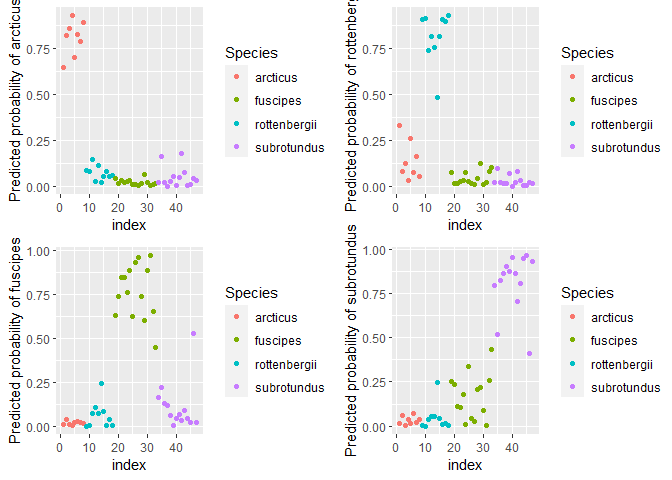 Predicted probability of arcticus
0.75
0.50
0.25
0.00
0 10 20 30 40
index
Species
arcticus
fuscipes
rottenbergii
subrotundus
Predicted probability of rottenberg
0.75
0.50
0.25
0.00
0 10 20 30 40
index
Species
arcticus
fuscipes
rottenbergii
subrotundus
Predicted probability of fuscipes
1.00
0.75
0.50
0.25
0.00
0 10 20 30 40
index
Species
arcticus
fuscipes
rottenbergii
subrotundus
Predicted probability of subrotundus
1.00
0.75
0.50
0.25
0.00
0 10 20 30 40
index
Species
arcticus
fuscipes
rottenbergii
subrotundus